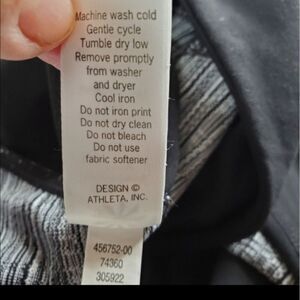 Machine wash cold
Gentle cycle
Tumble dry low
Remove promptly
from washer
and dryer
Cool iron
Do not iron print
Do not dry clean
Do not bleach
Do not use
fabric softener
DESIGN ©
ATHLETA, INC.
456752-00
74360
305922